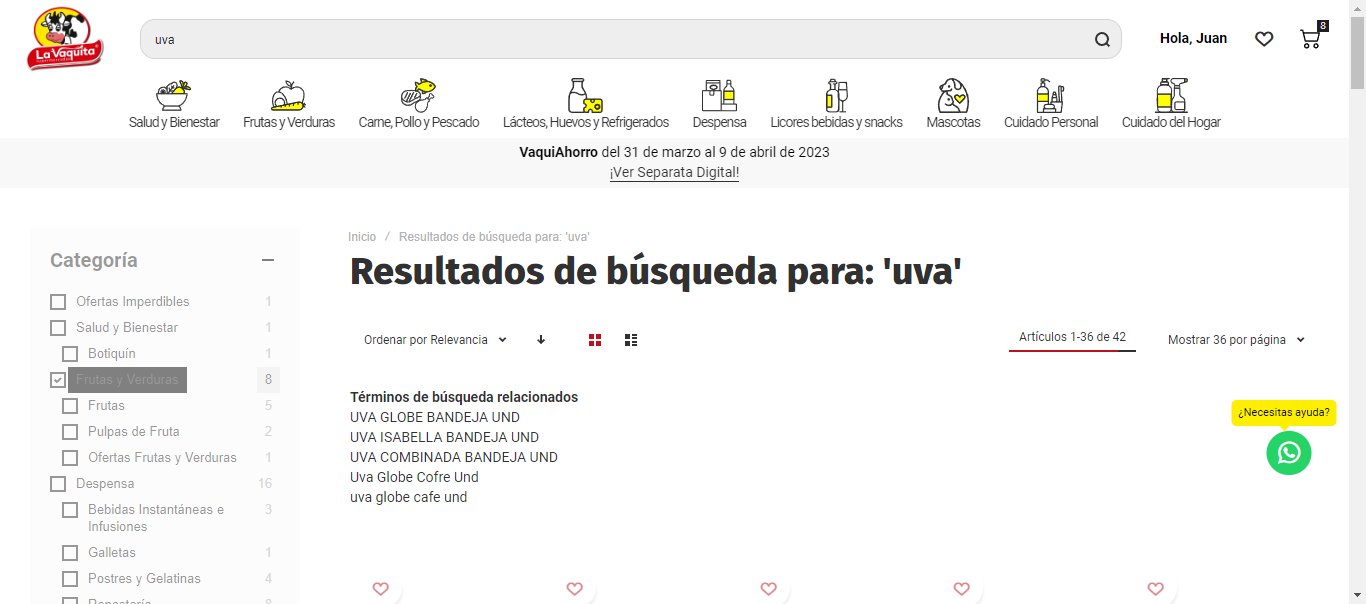 La Vaquita
uva
Hola, Juan
8
Salud y Bienestar
Frutas y Verduras
Carne, Pollo y Pescado
Lácteos, Huevos y Refrigerados
Despensa
Licores bebidas y snacks
Mascotas
Cuidado Personal
Cuidado del Hogar
VaquiAhorro del 31 de marzo al 9 de abril de 2023
¡Ver Separata Digital!
Categoría
Ofertas Imperdibles 1
Salud y Bienestar 1
Botiquín 1
Frutas y Verduras 8
Frutas 5
Pulpas de Fruta 2
Ofertas Frutas y Verduras 1
Despensa 16
Bebidas Instantáneas e 3
Infusiones
Galletas 1
Postres y Gelatinas 4
Repostería 8
Inicio / Resultados de búsqueda para: 'uva'
Resultados de búsqueda para: 'uva'
Ordenar por Relevancia
Artículos 1-36 de 42
Mostrar 36 por página
Términos de búsqueda relacionados
UVA GLOBE BANDEJA UND
UVA ISABELLA BANDEJA UND
UVA COMBINADA BANDEJA UND
Uva Globe Cofre Und
uva globe cafe und
¿Necesitas ayuda?